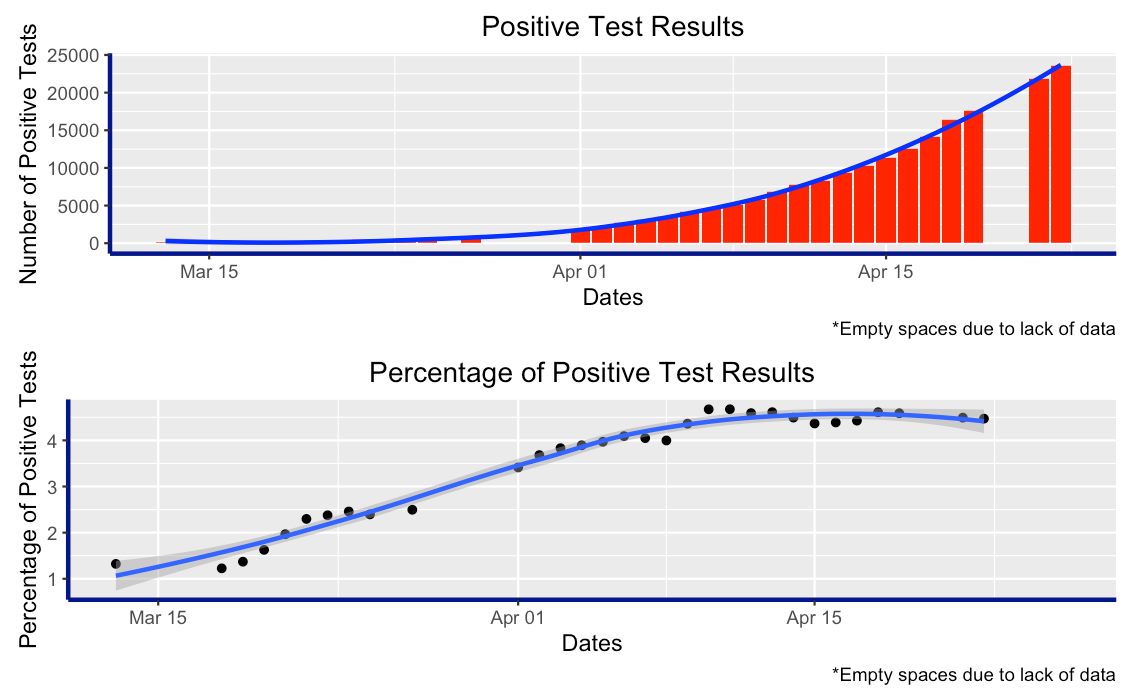 Positive Test Results
Number of Positive Tests
25000
20000
15000
10000
5000
0
Mar 15
Apr 01
Apr 15
Dates
*Empty spaces due to lack of data
Percentage of Positive Test Results
Percentage of Positive Tests
4
3
2
1
Mar 15
Apr 01
Apr 15
Dates
*Empty spaces due to lack of data